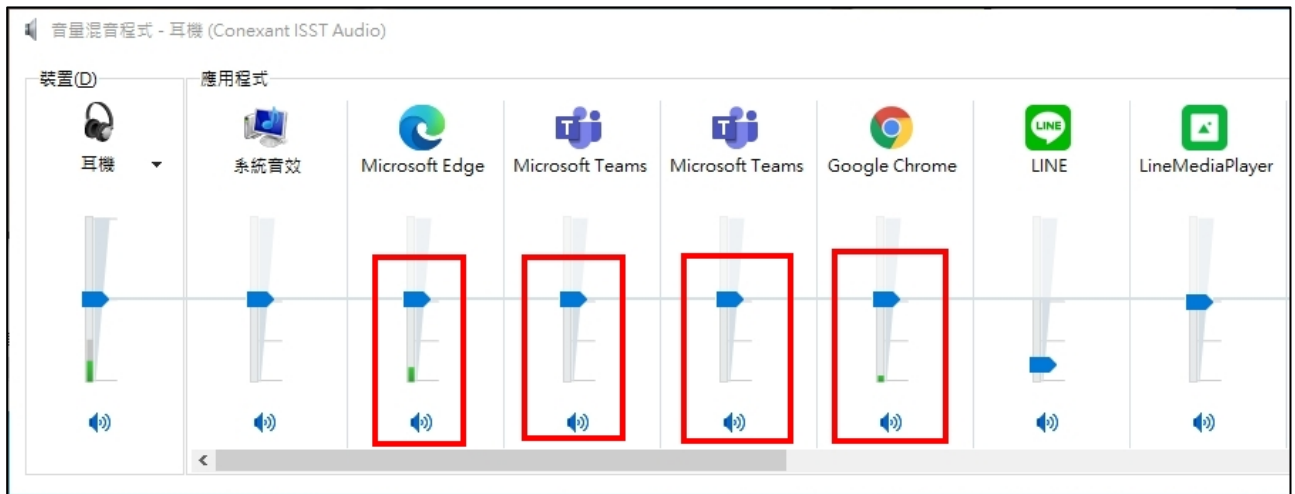 音量混音程式 - 耳機 (Conexant ISST Audio)
裝置(D)
應用程式
耳機
系統音效
Microsoft Edge
Microsoft Teams
Microsoft Teams
Google Chrome
LINE
LineMediaPlayer